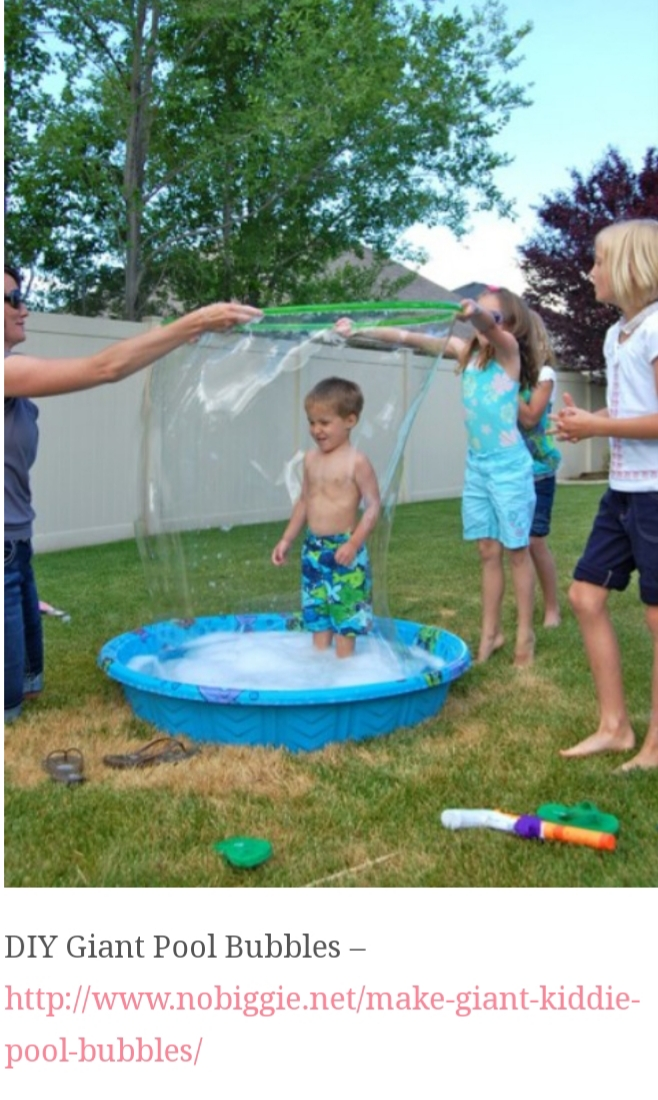 DIY Giant Pool Bubbles –
http://www.nobiggie.net/make-giant-kiddie-
pool-bubbles/